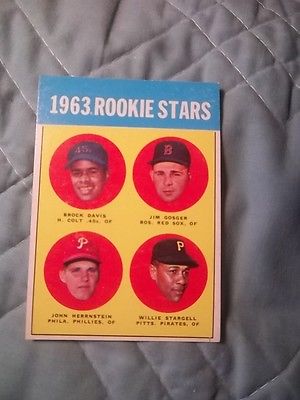 1963 ROOKIE STARS
45s
B
BROCK DAVIS
H. COLT .45s, OF
JIM GOSGER
BOS. RED SOX, OF
P
P
JOHN HERRNSTEIN
PHILA. PHILLIES, OF
WILLIE STARGELL
PITTS. PIRATES, OF